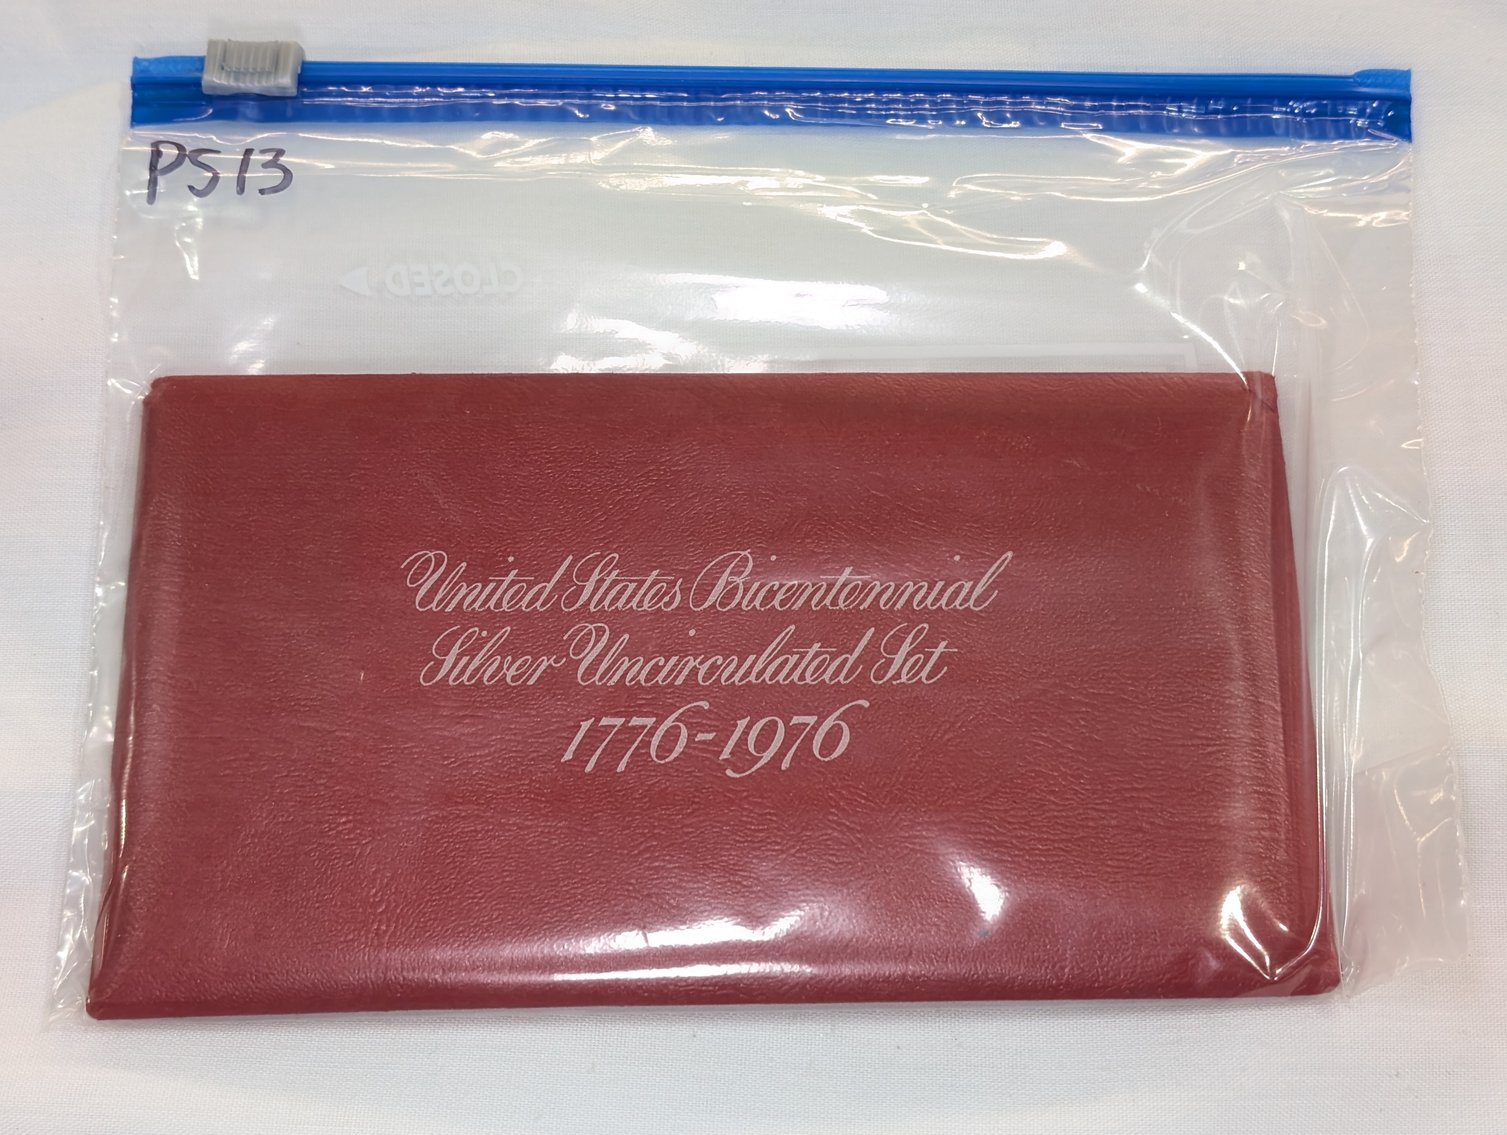 PS13
CLOSED
United States Bicentennial
Silver Uncirculated Set
1776-1976